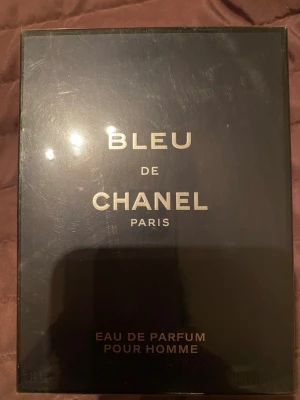 BLEU
DE
CHANEL
PARIS
EAU DE PARFUM
POUR HOMME